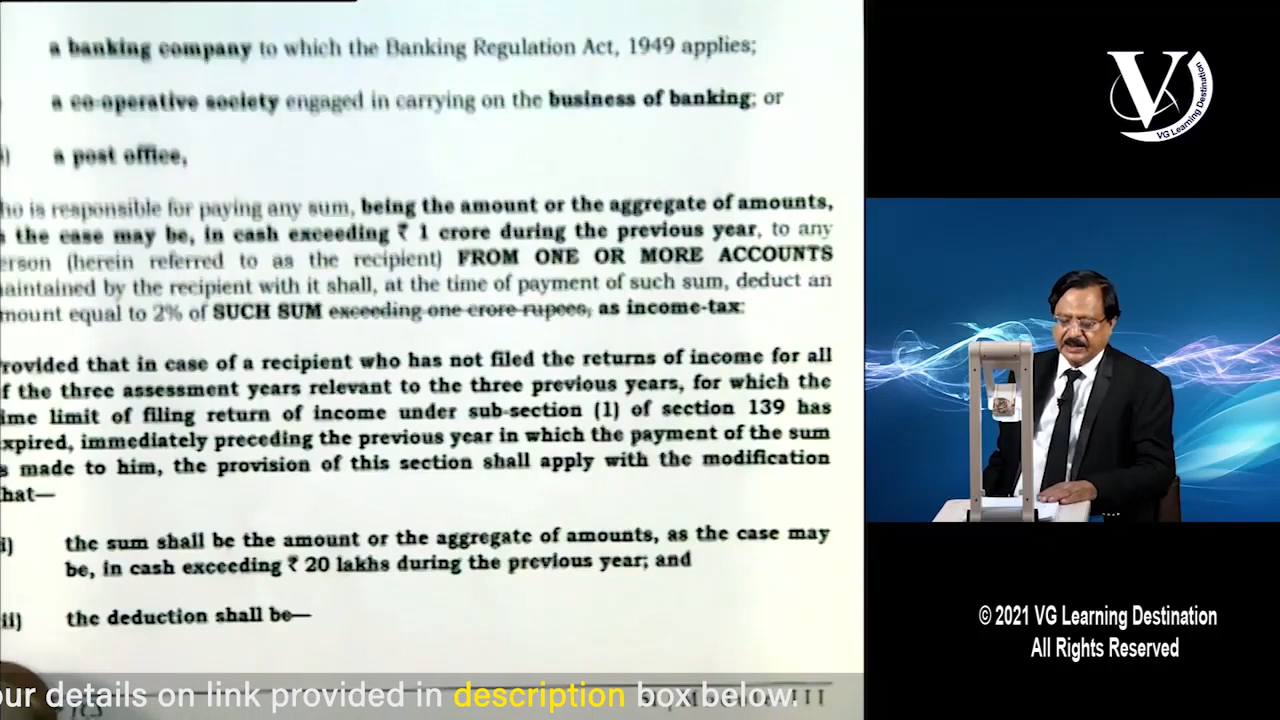 a banking company to which the Banking Regulation Act, 1949 applies;
a co-operative society engaged in carrying on the business of banking; or
i) a post office,
ho is responsible for paying any sum, being the amount or the aggregate of amounts,
s the case may be, in cash exceeding ₹ 1 crore during the previous year, to any
erson (herein referred to as the recipient) FROM ONE OR MORE ACCOUNTS
aintained by the recipient with it shall, at the time of payment of such sum, deduct an
mount equal to 2% of SUCH SUM exceeding one crore rupees, as income-tax:
rovided that in case of a recipient who has not filed the returns of income for all
f the three assessment years relevant to the three previous years, for which the
ime limit of filing return of income under sub-section (1) of section 139 has
xpired, immediately preceding the previous year in which the payment of the sum
s made to him, the provision of this section shall apply with the modification
hat—
i) the sum shall be the amount or the aggregate of amounts, as the case may
be, in cash exceeding ₹ 20 lakhs during the previous year; and
ii) the deduction shall be—
our details on link provided in description box below.
V
VG Learning Destination
© 2021 VG Learning Destination
All Rights Reserved